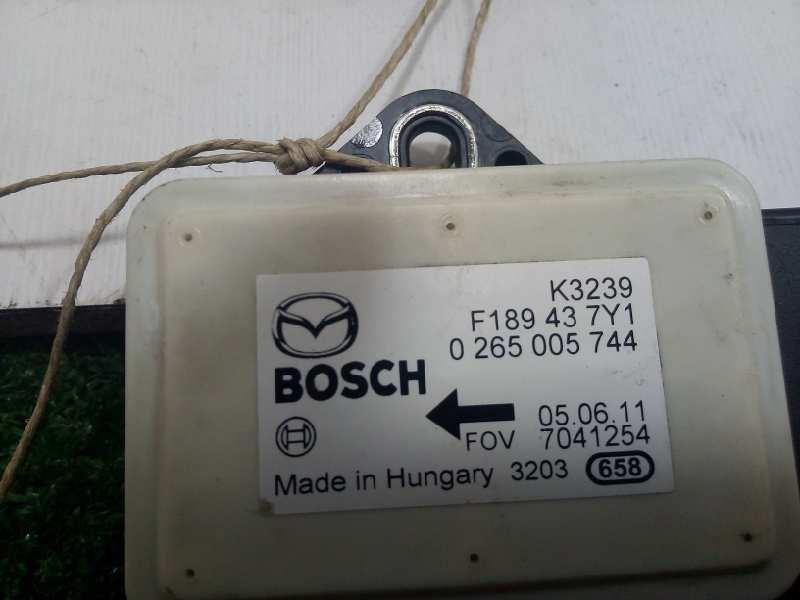 K3239
F189 43 7Y1
0 265 005 744
BOSCH
05.06.11
FOV 7041254
Made in Hungary 3203 658